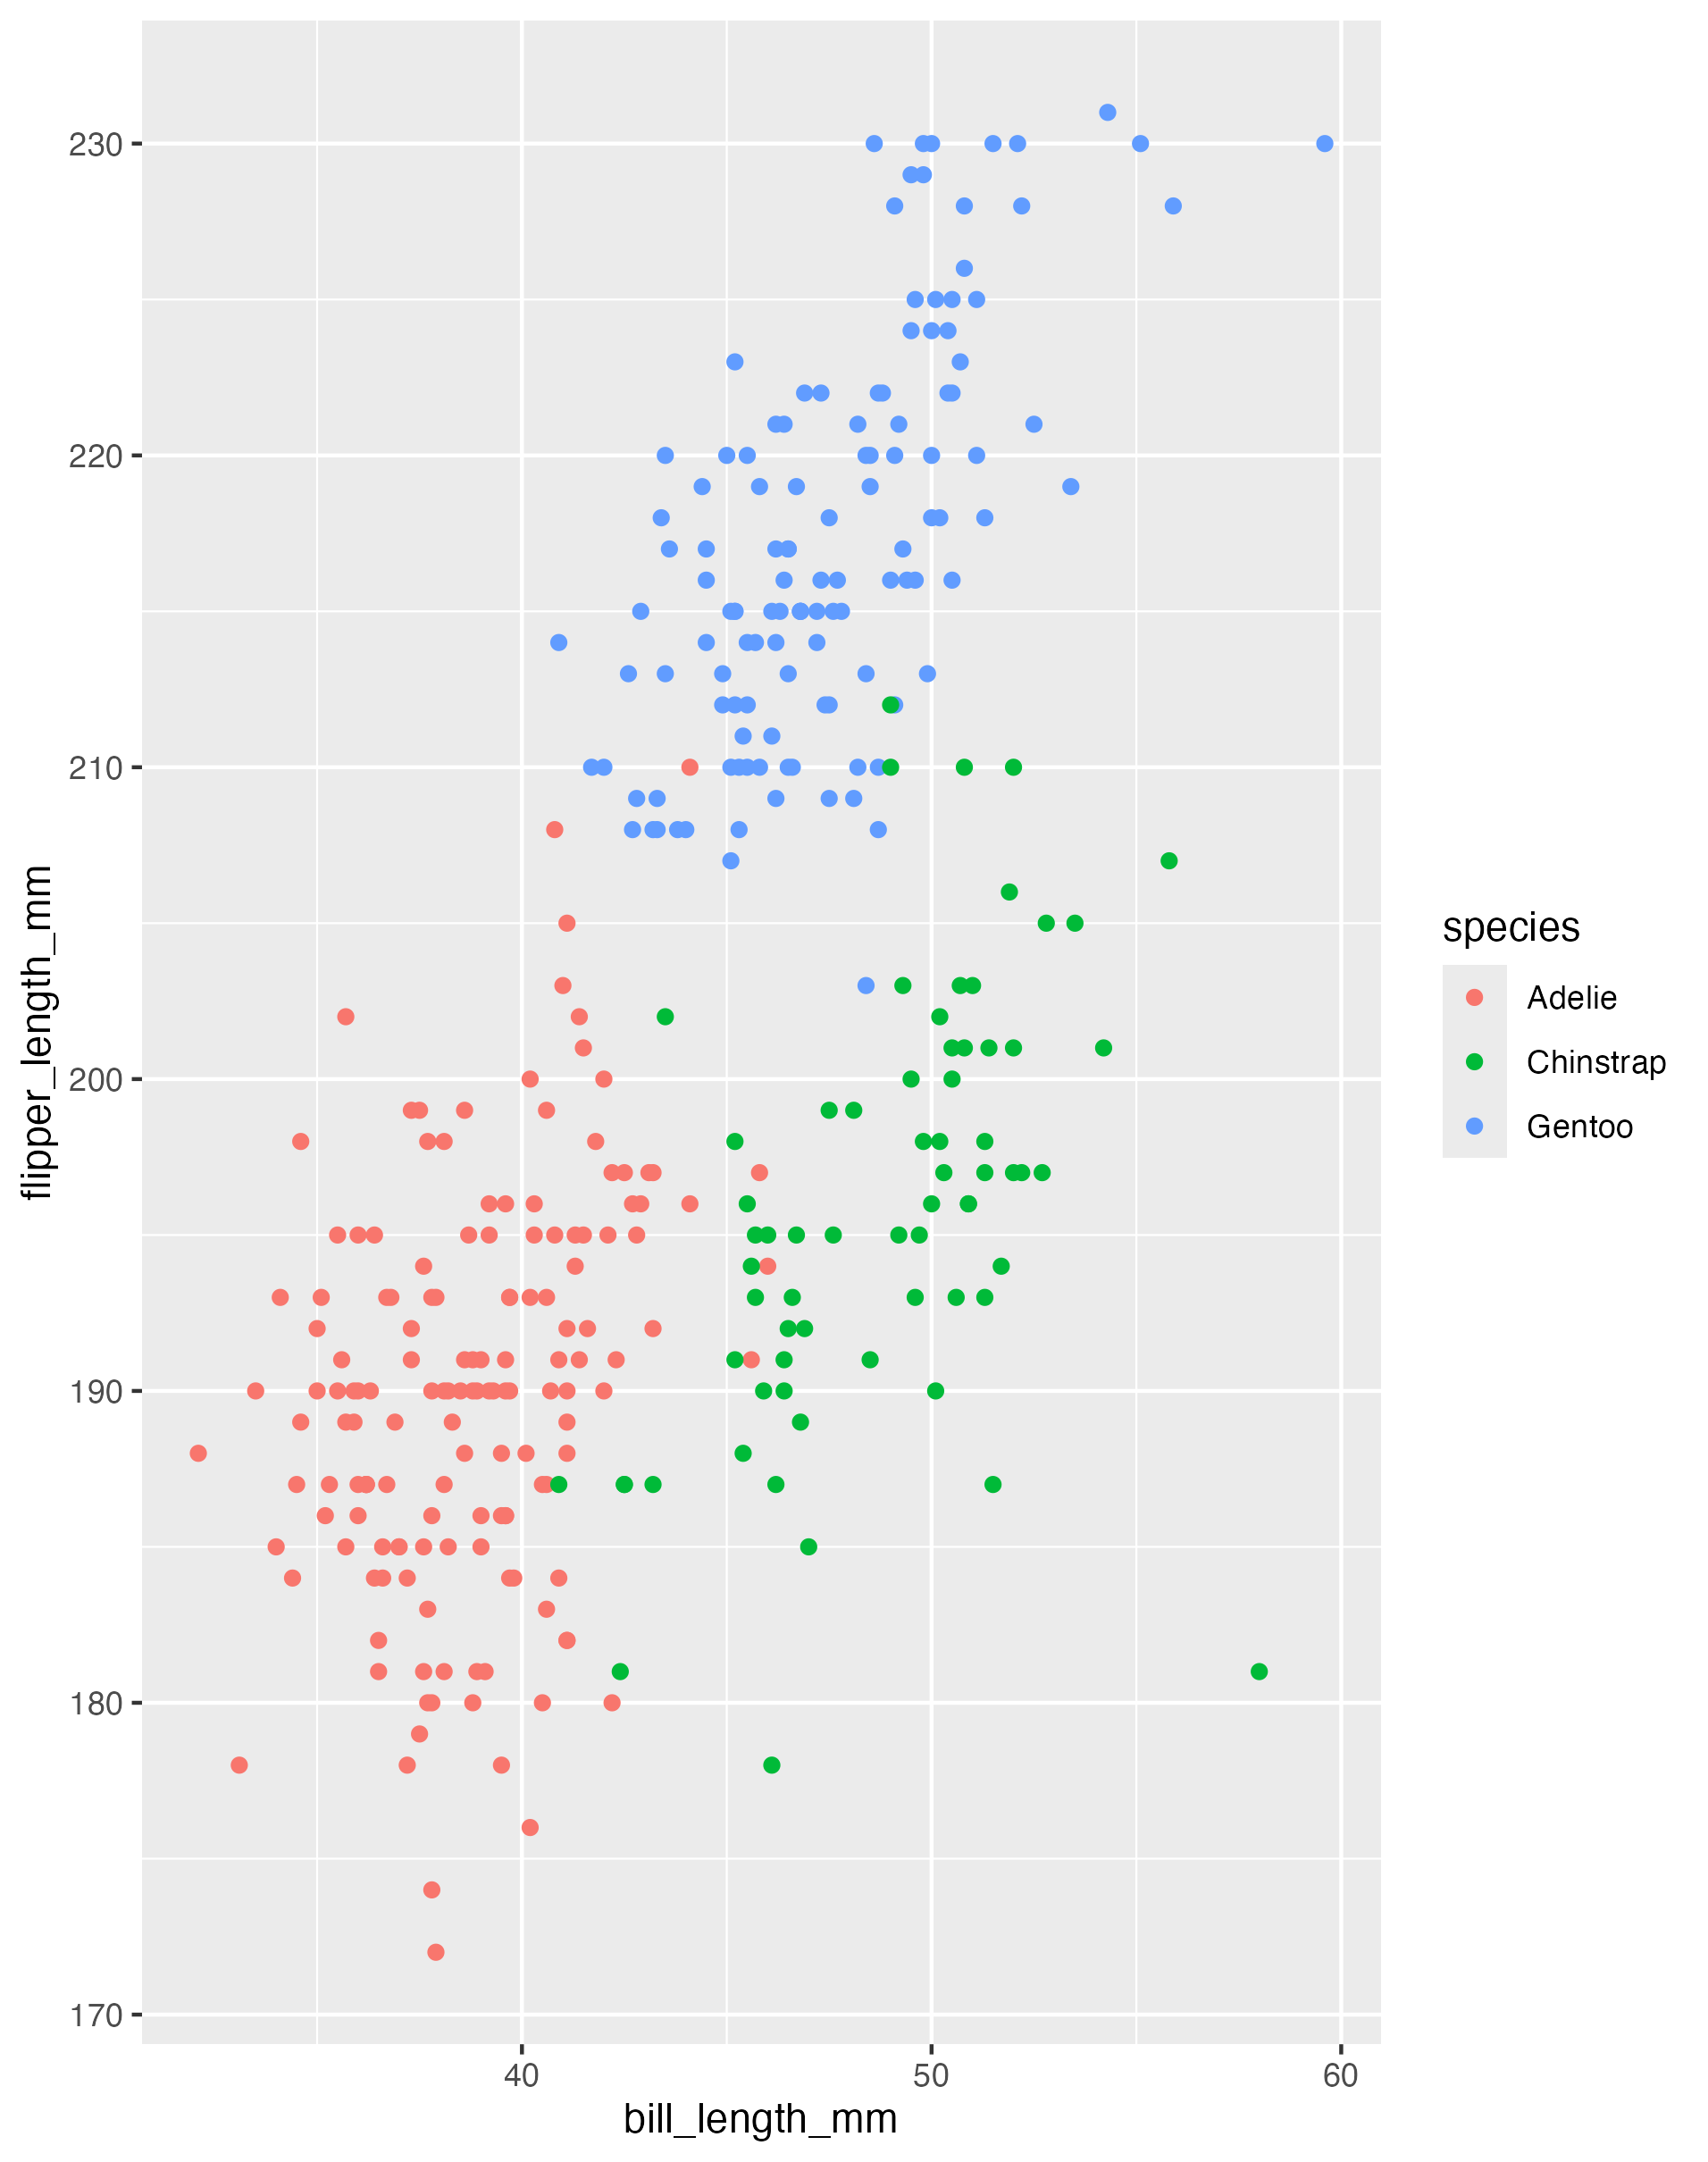 230
220
210
200
190
180
170
flipper_length_mm
40
50
60
bill_length_mm
species
Adelie
Chinstrap
Gentoo